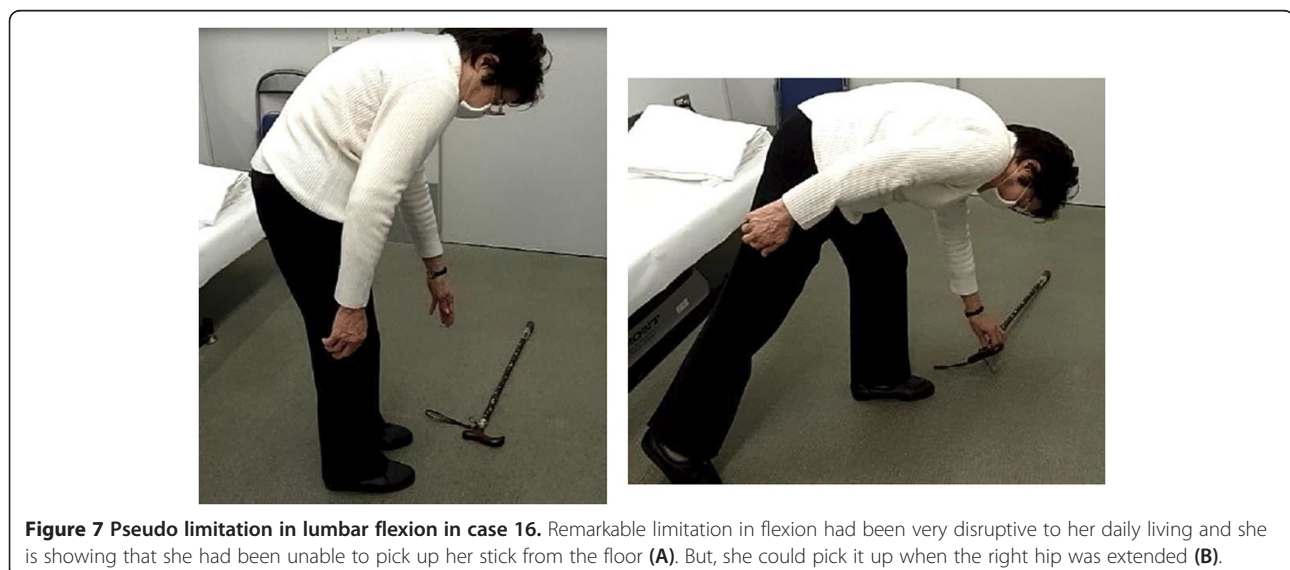 Figure 7 Pseudo limitation in lumbar flexion in case 16. Remarkable limitation in flexion had been very disruptive to her daily living and she
is showing that she had been unable to pick up her stick from the floor (A). But, she could pick it up when the right hip was extended (B).